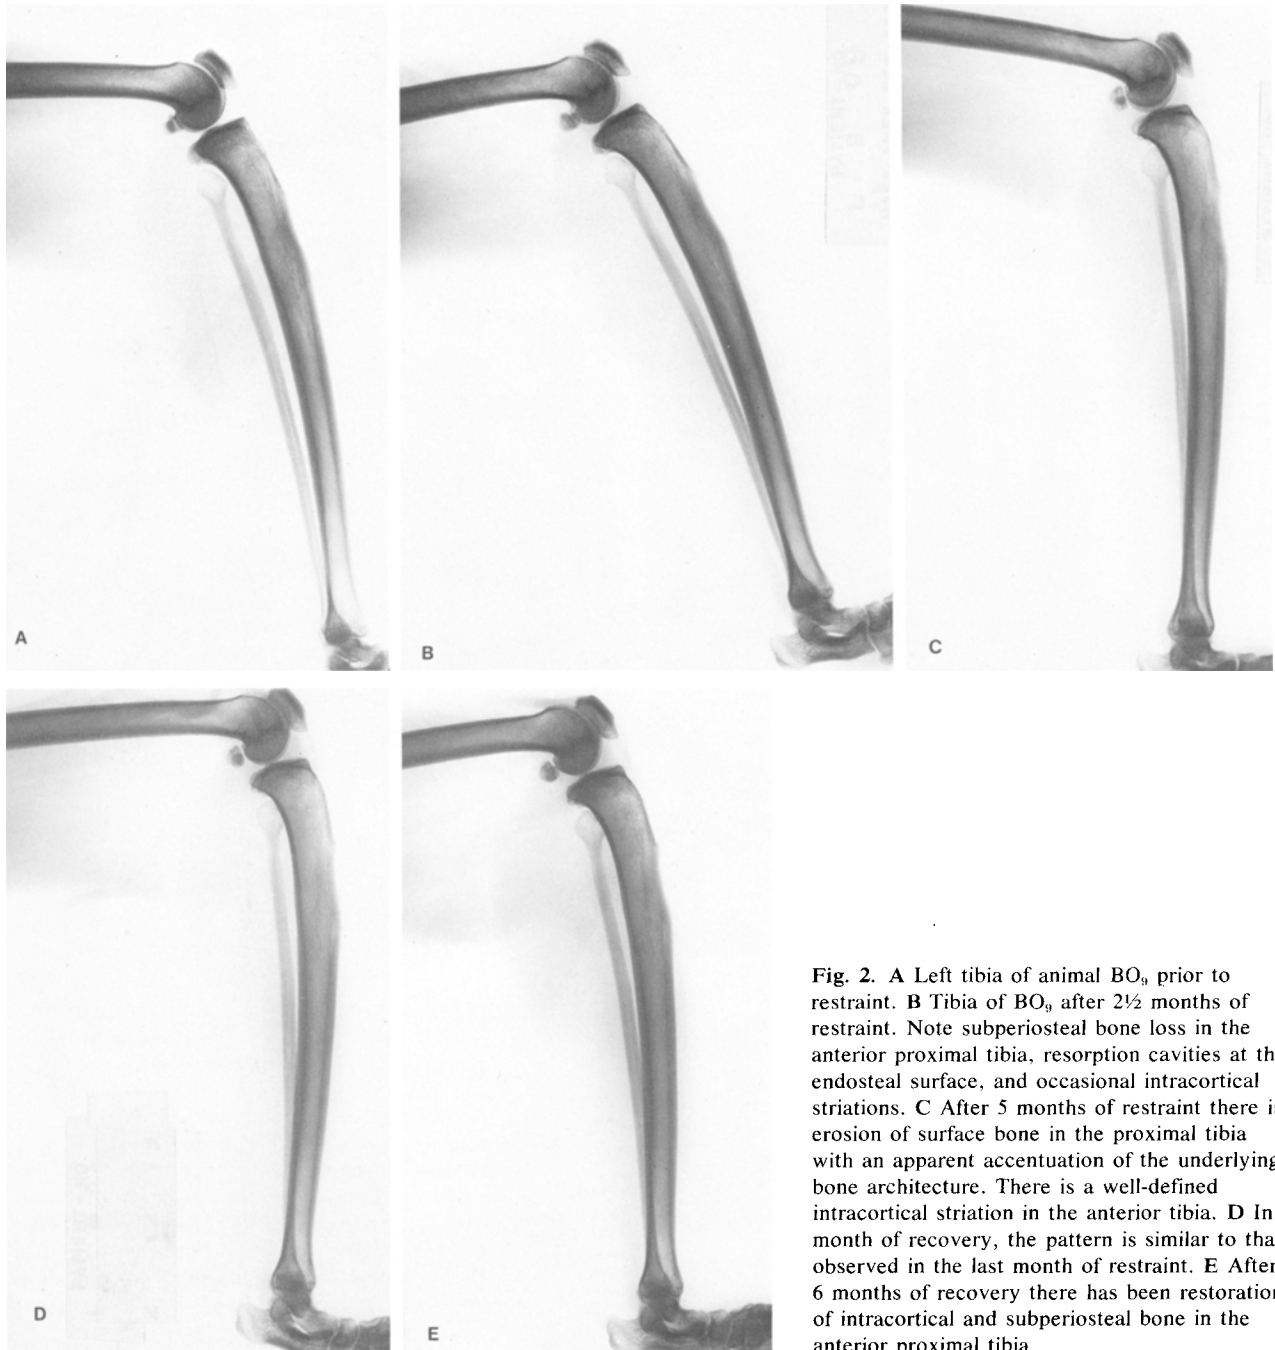 A
B
C
D
E
Fig. 2. A Left tibia of animal BO₉ prior to
restraint. B Tibia of BO₉ after 2½ months of
restraint. Note subperiosteal bone loss in the
anterior proximal tibia, resorption cavities at th
endosteal surface, and occasional intracortical
striations. C After 5 months of restraint there i
erosion of surface bone in the proximal tibia
with an apparent accentuation of the underlying
bone architecture. There is a well-defined
intracortical striation in the anterior tibia. D In
month of recovery, the pattern is similar to tha
observed in the last month of restraint. E After
6 months of recovery there has been restoration
of intracortical and subperiosteal bone in the
anterior proximal tibia